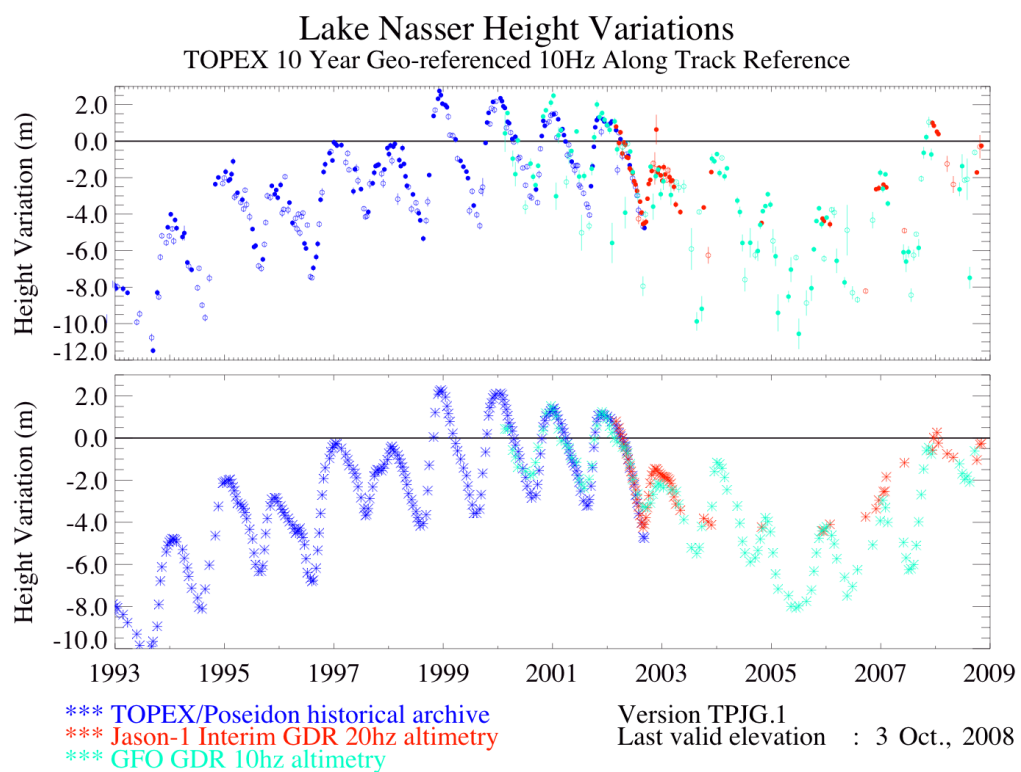 Lake Nasser Height Variations
TOPEX 10 Year Geo-referenced 10Hz Along Track Reference
Height Variation (m)
2.0
0.0
-2.0
-4.0
-6.0
-8.0
-10.0
-12.0
Height Variation (m)
2.0
0.0
-2.0
-4.0
-6.0
-8.0
-10.0
1993 1995 1997 1999 2001 2003 2005 2007 2009
*** TOPEX/Poseidon historical archive
*** Jason-1 Interim GDR 20hz altimetry
*** GFO GDR 10hz altimetry
Version TPJG.1
Last valid elevation : 3 Oct., 2008